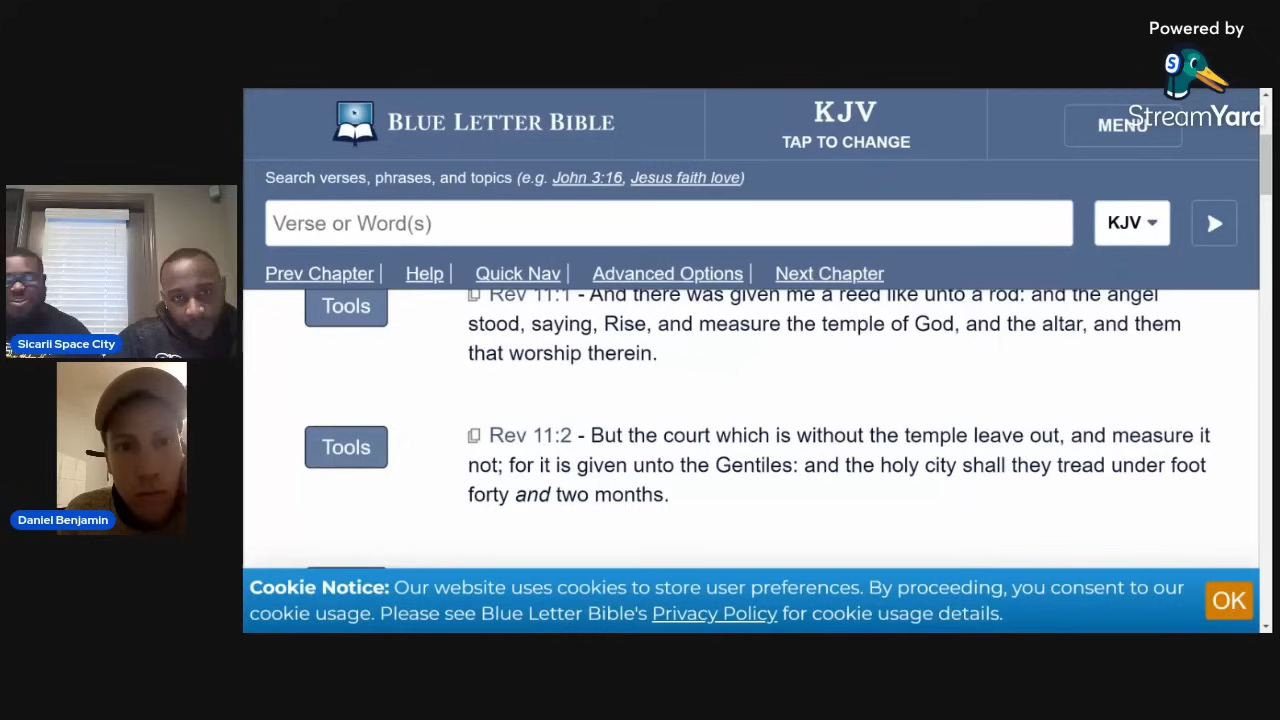 Powered by
StreamYard
BLUE LETTER BIBLE
KJV
TAP TO CHANGE
MENU
Search verses, phrases, and topics (e.g. John 3:16, Jesus faith love)
Verse or Word(s)
KJV
Prev Chapter | Help | Quick Nav | Advanced Options | Next Chapter
Tools
Rev 11:1 - And there was given me a reed like unto a rod: and the angel
stood, saying, Rise, and measure the temple of God, and the altar, and them
that worship therein.
Tools
Rev 11:2 - But the court which is without the temple leave out, and measure it
not; for it is given unto the Gentiles: and the holy city shall they tread under foot
forty and two months.
Cookie Notice: Our website uses cookies to store user preferences. By proceeding, you consent to our
cookie usage. Please see Blue Letter Bible's Privacy Policy for cookie usage details.
OK
Sicarii Space City
Daniel Benjamin